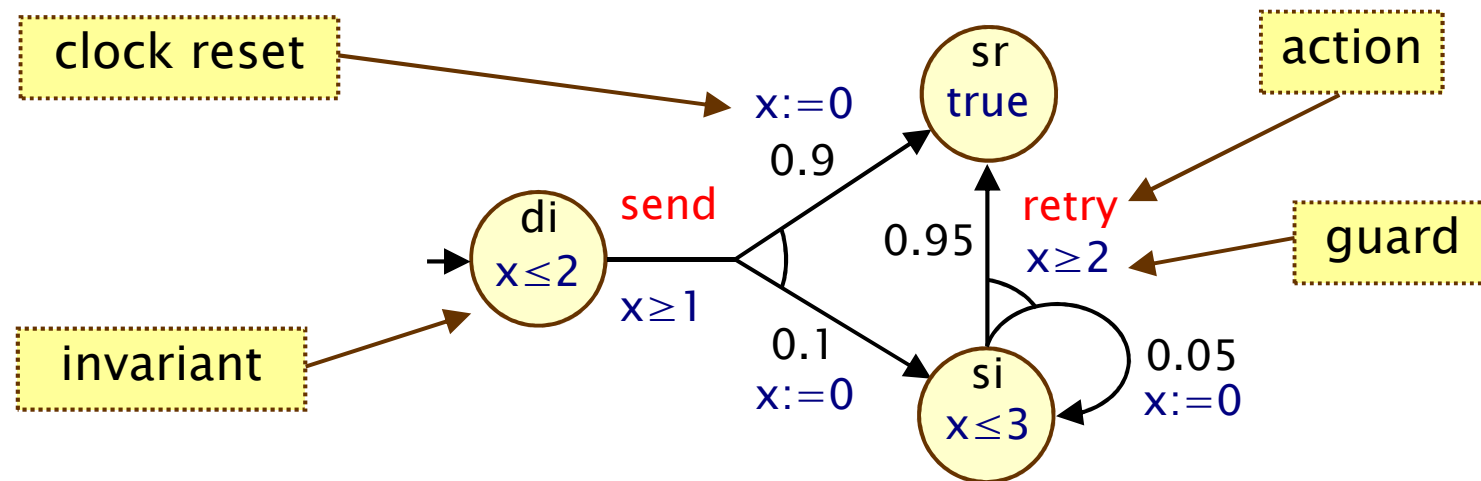 clock reset
sr
true
action
x:=0
0.9
send
retry
di
x≤2
0.95
x≥2
guard
x≥1
invariant
0.1
x:=0
si
x≤3
0.05
x:=0